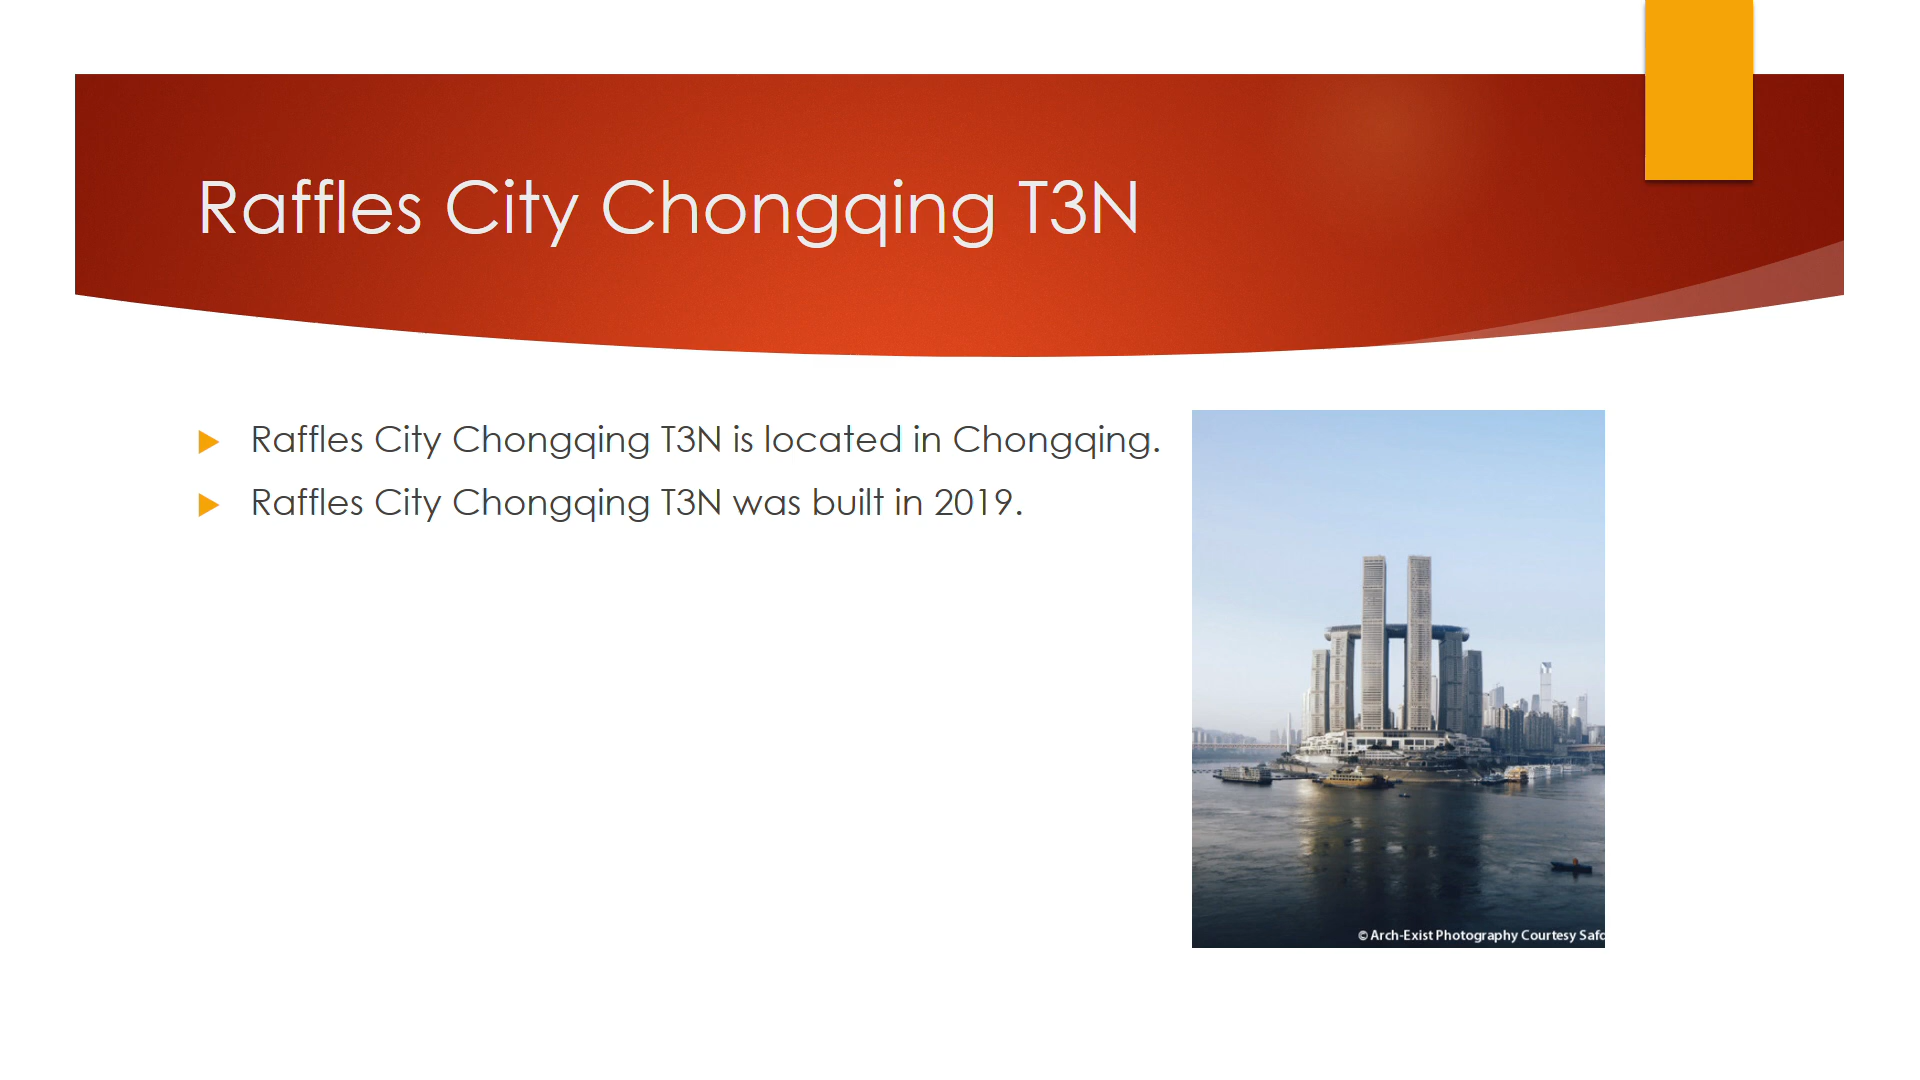 Raffles City Chongqing T3N
Raffles City Chongqing T3N is located in Chongqing.
Raffles City Chongqing T3N was built in 2019.
© Arch-Exist Photography Courtesy